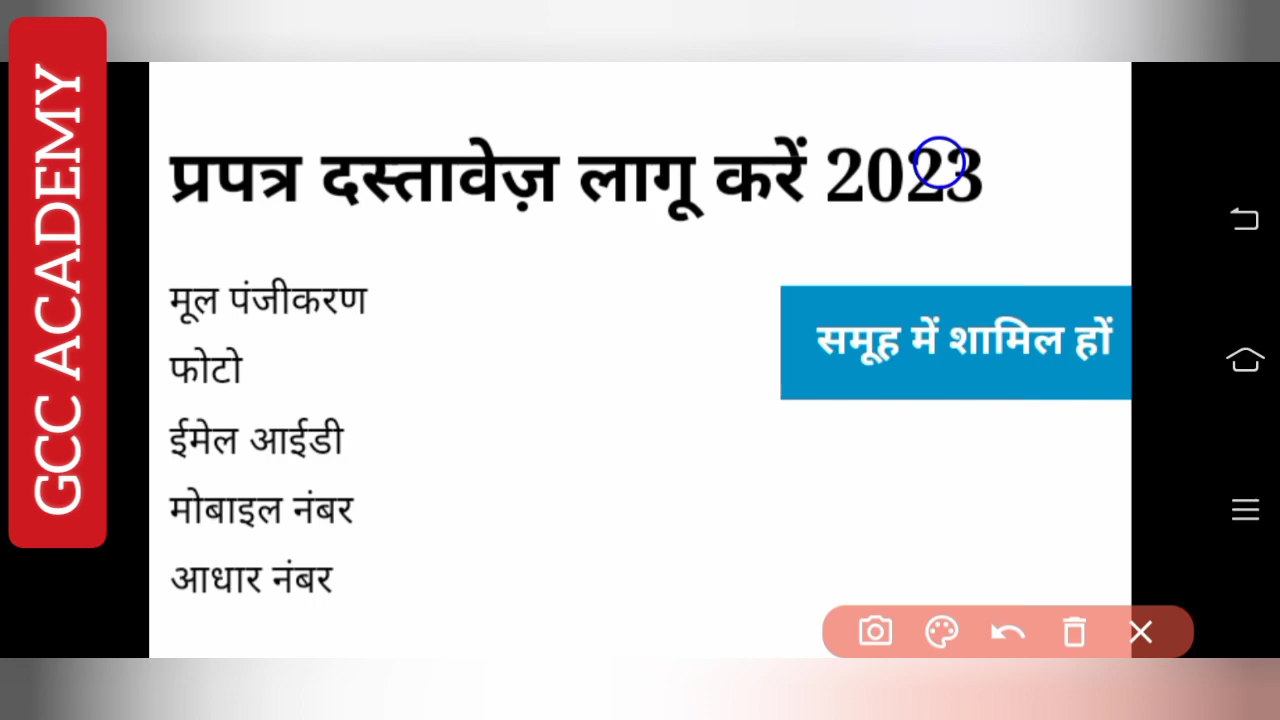 GCC ACADEMY
प्रपत्र दस्तावेज़ लागू करें 2023
मूल पंजीकरण
समूह में शामिल हों
फोटो
ईमेल आईडी
मोबाइल नंबर
आधार नंबर